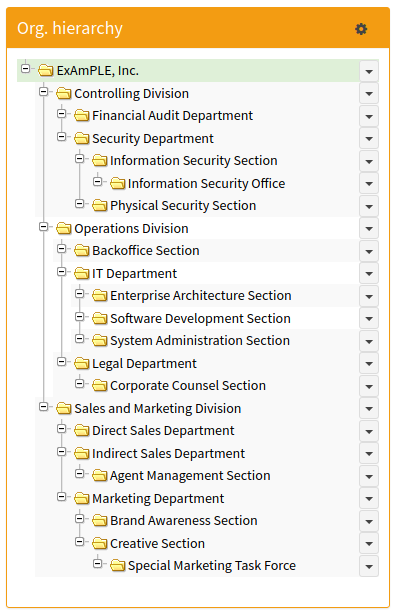 Org. hierarchy
ExAmPLE, Inc.
Controlling Division
Financial Audit Department
Security Department
Information Security Section
Information Security Office
Physical Security Section
Operations Division
Backoffice Section
IT Department
Enterprise Architecture Section
Software Development Section
System Administration Section
Legal Department
Corporate Counsel Section
Sales and Marketing Division
Direct Sales Department
Indirect Sales Department
Agent Management Section
Marketing Department
Brand Awareness Section
Creative Section
Special Marketing Task Force